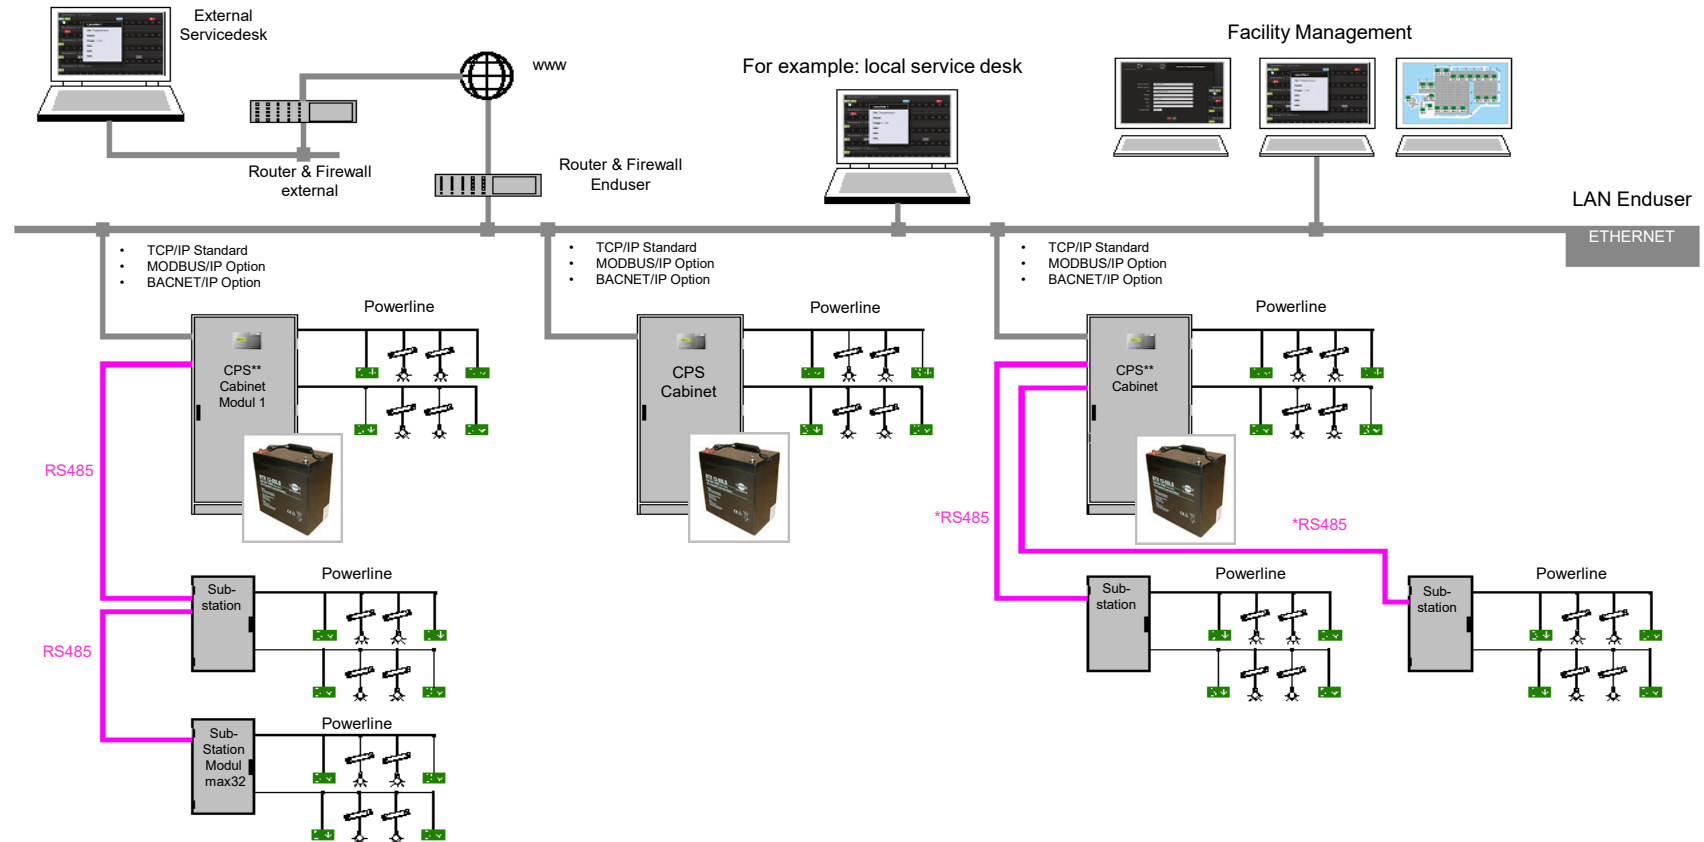 External
Servicedesk
www
Router & Firewall
external
Router & Firewall
Enduser
For example: local service desk
Facility Management
LAN Enduser
ETHERNET
• TCP/IP Standard
• MODBUS/IP Option
• BACNET/IP Option
• TCP/IP Standard
• MODBUS/IP Option
• BACNET/IP Option
• TCP/IP Standard
• MODBUS/IP Option
• BACNET/IP Option
Powerline
CPS**
Cabinet
Modul 1
Powerline
CPS
Cabinet
Powerline
CPS**
Cabinet
RS485
*RS485
*RS485
Sub-
station
Powerline
RS485
Sub-
Station
Modul
max32
Powerline
Sub-
station
Powerline
Sub-
station
Powerline